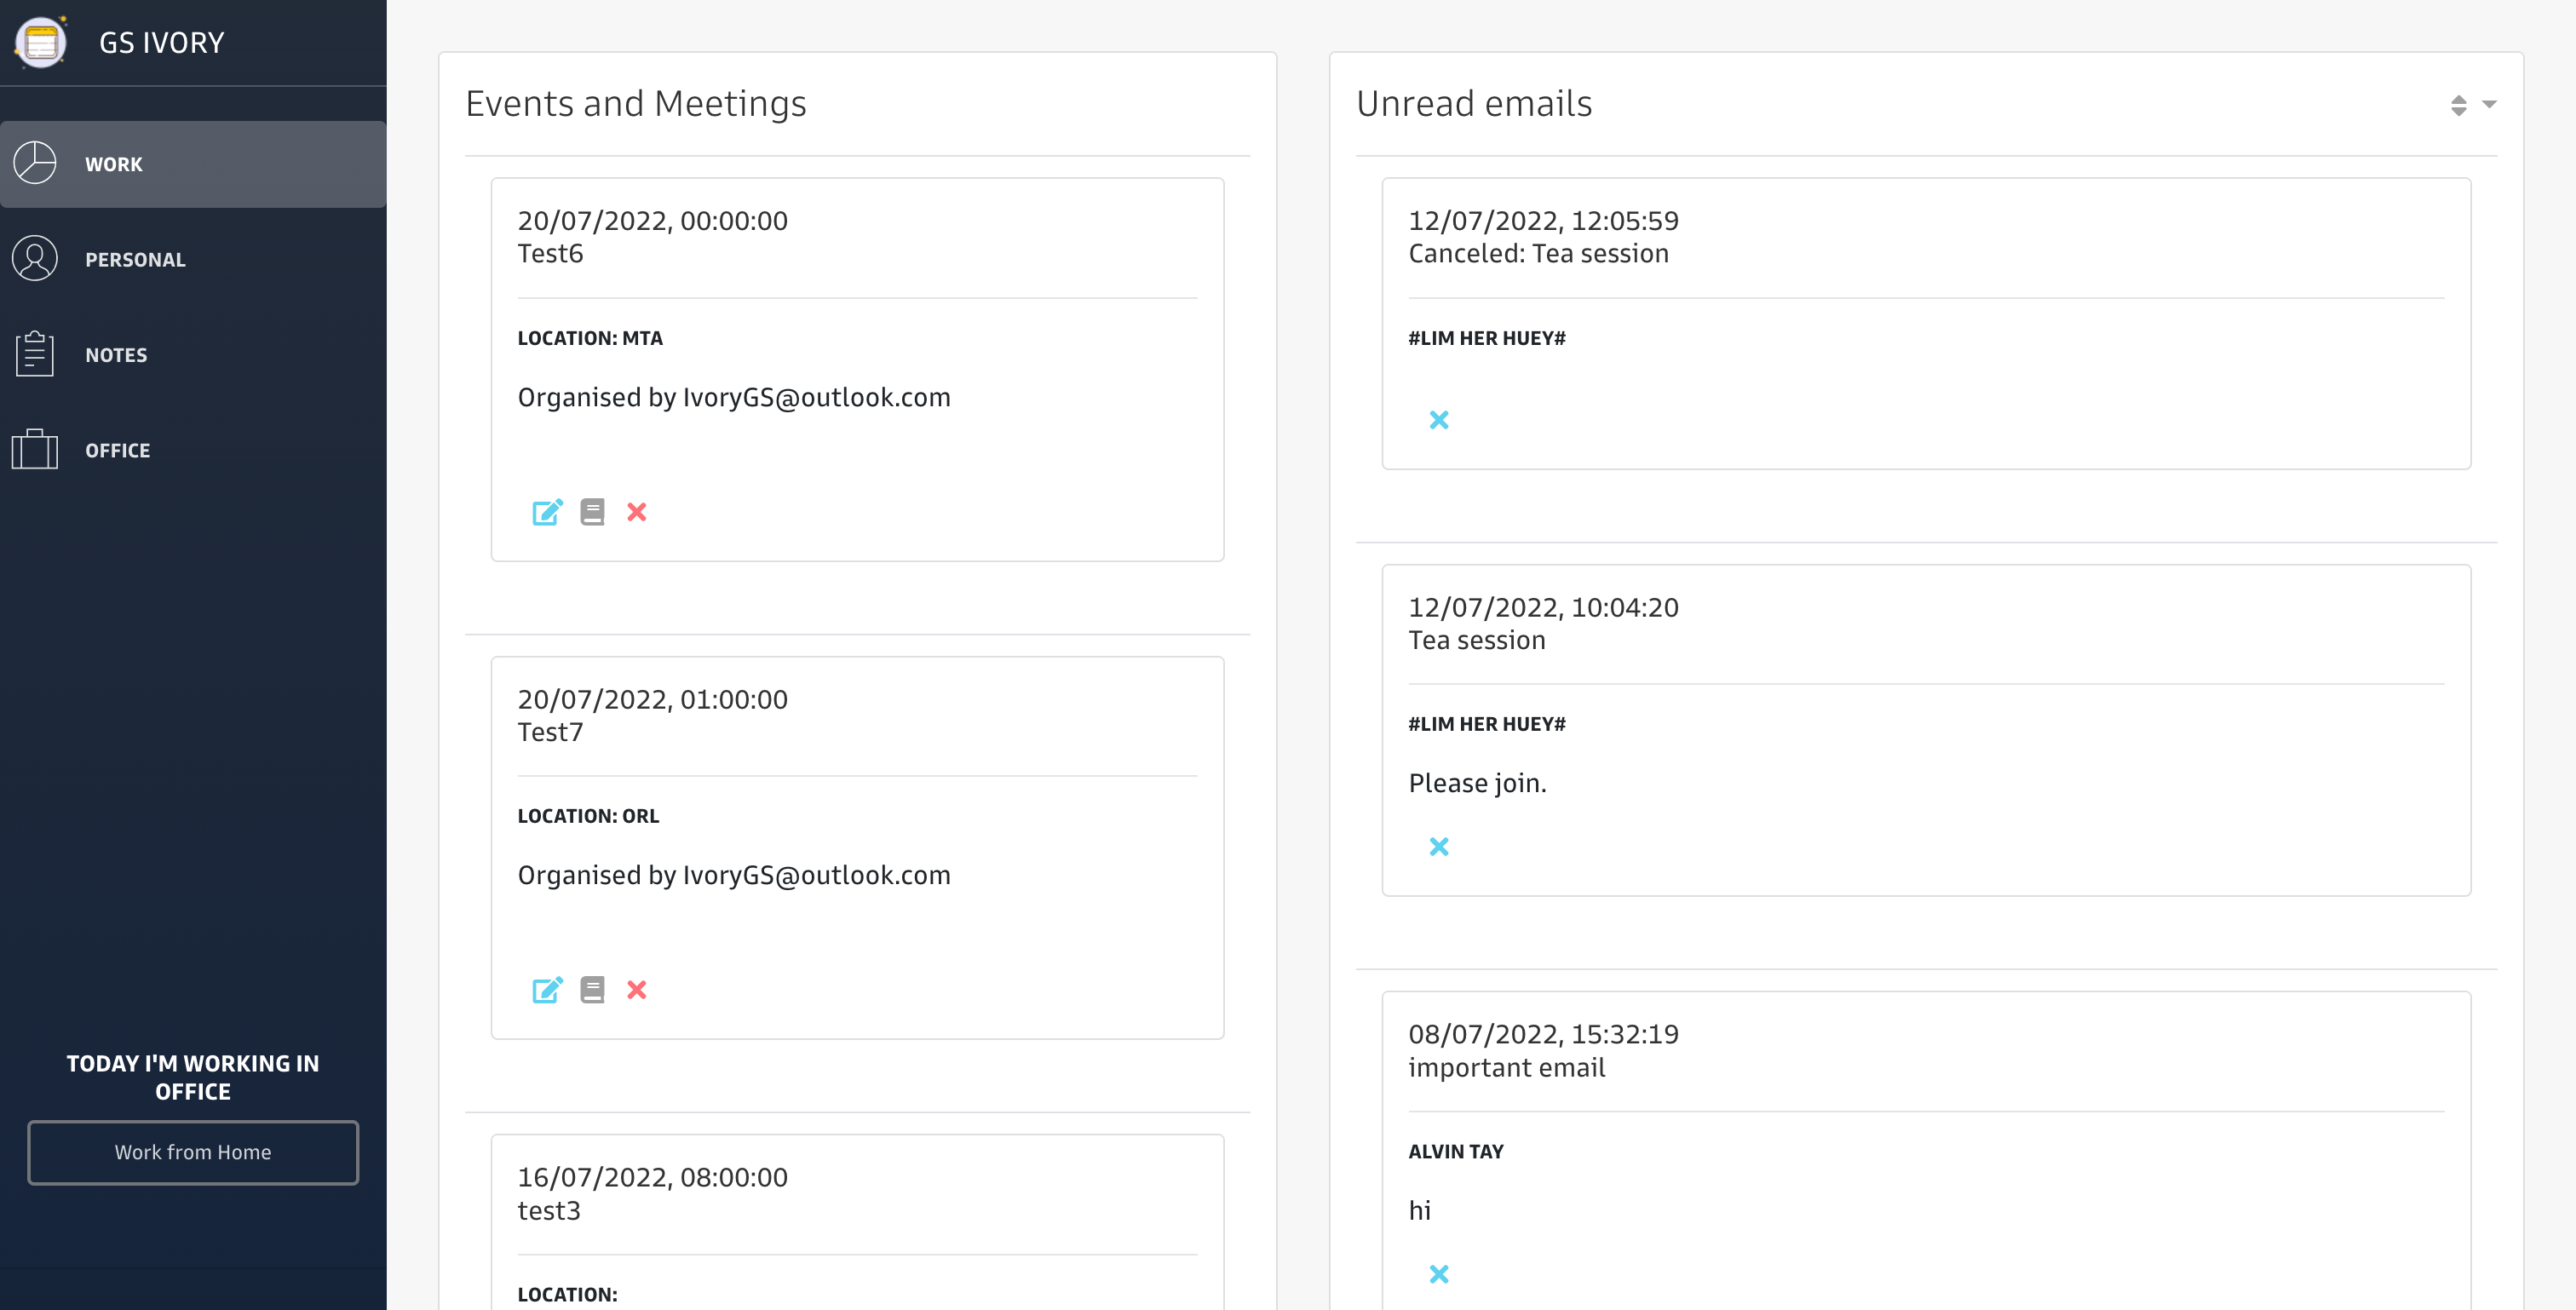 GS IVORY
WORK
PERSONAL
NOTES
OFFICE
TODAY I'M WORKING IN
OFFICE
Work from Home
Events and Meetings
20/07/2022, 00:00:00
Test6
LOCATION: MTA
Organised by IvoryGS@outlook.com
20/07/2022, 01:00:00
Test7
LOCATION: ORL
Organised by IvoryGS@outlook.com
16/07/2022, 08:00:00
test3
LOCATION:
Unread emails
12/07/2022, 12:05:59
Canceled: Tea session
#LIM HER HUEY#
12/07/2022, 10:04:20
Tea session
#LIM HER HUEY#
Please join.
08/07/2022, 15:32:19
important email
ALVIN TAY
hi